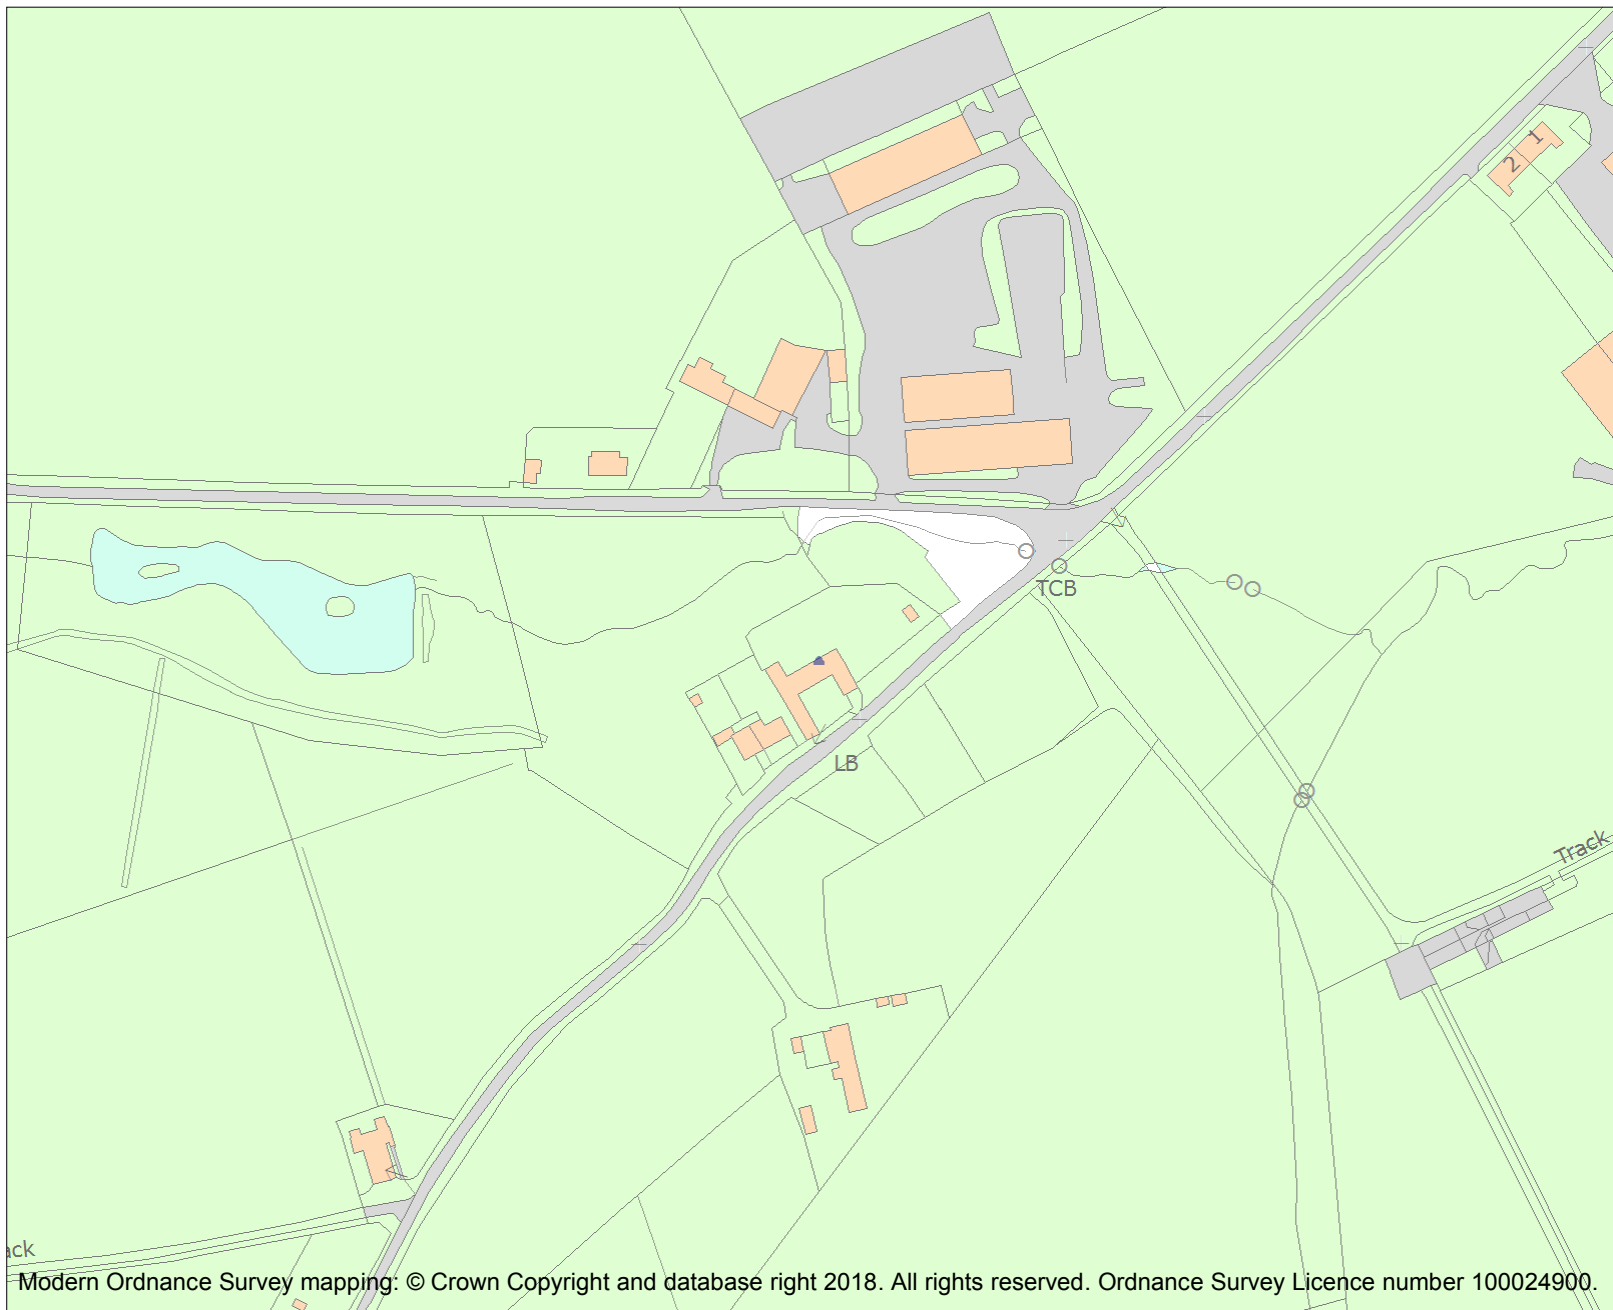 1
2
TCB
LB
Track
ack
Modern Ordnance Survey mapping: © Crown Copyright and database right 2018. All rights reserved. Ordnance Survey Licence number 100024900.